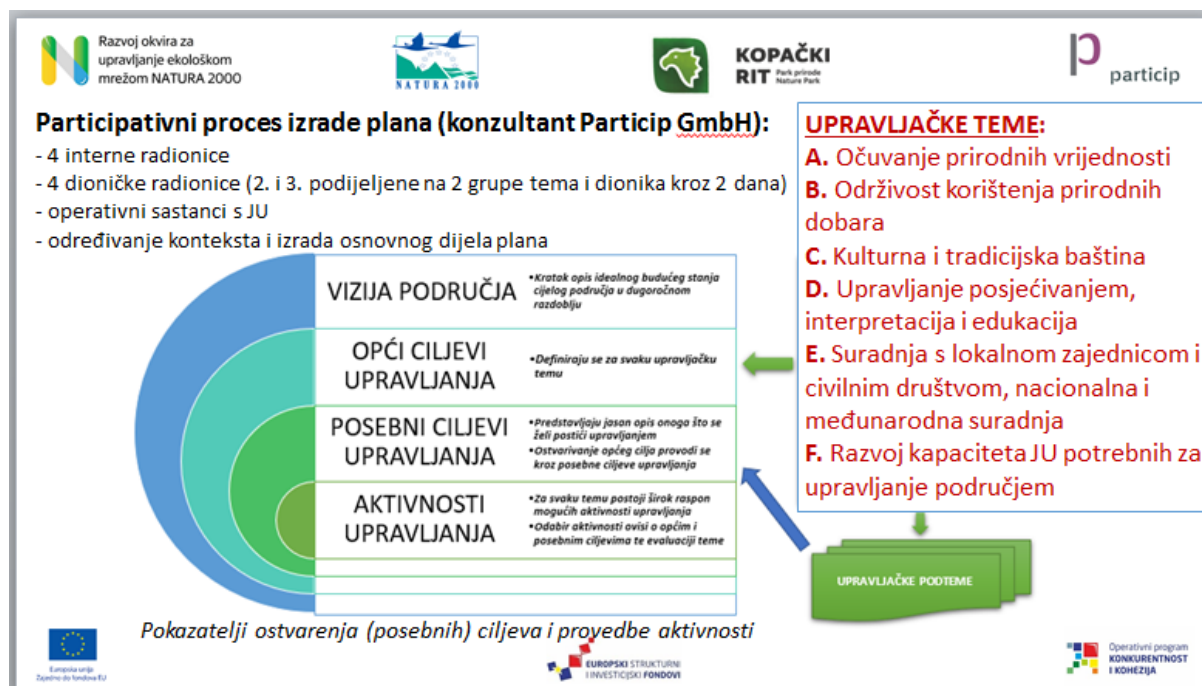 Razvoj okvira za
upravljanje ekološkom
mrežom NATURA 2000
NATURA 2000
KOPAČKI
RIT Park prirode
Nature Park
particip
Participativni proces izrade plana (konzultant Particip GmbH):
- 4 interne radionice
- 4 dioničke radionice (2. i 3. podijeljene na 2 grupe tema i dionika kroz 2 dana)
- operativni sastanci s JU
- određivanje konteksta i izrada osnovnog dijela plana
VIZIJA PODRUČJA
•Kratak opis idealnog budućeg stanja
cijelog područja u dugoročnom
razdoblju
OPĆI CILJEVI
UPRAVLJANJA
•Definiraju se za svaku upravljačku
temu
POSEBNI CILJEVI
UPRAVLJANJA
•Predstavljaju jasan opis onoga što se
želi postići upravljanjem
•Ostvarivanje općeg cilja provodi se
kroz posebne ciljeve upravljanja
AKTIVNOSTI
UPRAVLJANJA
•Za svaku temu postoji širok raspon
mogućih aktivnosti upravljanja
•Odabir aktivnosti ovisi o općim i
posebnim ciljevima te evaluaciji teme
Pokazatelji ostvarenja (posebnih) ciljeva i provedbe aktivnosti
UPRAVLJAČKE TEME:
A. Očuvanje prirodnih vrijednosti
B. Održivost korištenja prirodnih
dobara
C. Kulturna i tradicijska baština
D. Upravljanje posjećivanjem,
interpretacija i edukacija
E. Suradnja s lokalnom zajednicom i
civilnim društvom, nacionalna i
međunarodna suradnja
F. Razvoj kapaciteta JU potrebnih za
upravljanje područjem
UPRAVLJAČKE PODTEME
Europska unija
Zajedno do fondova EU
EUROPSKI STRUKTURNI
I INVESTICIJSKI FONDOVI
Operativni program
KONKURENTNOST
I KOHEZIJA